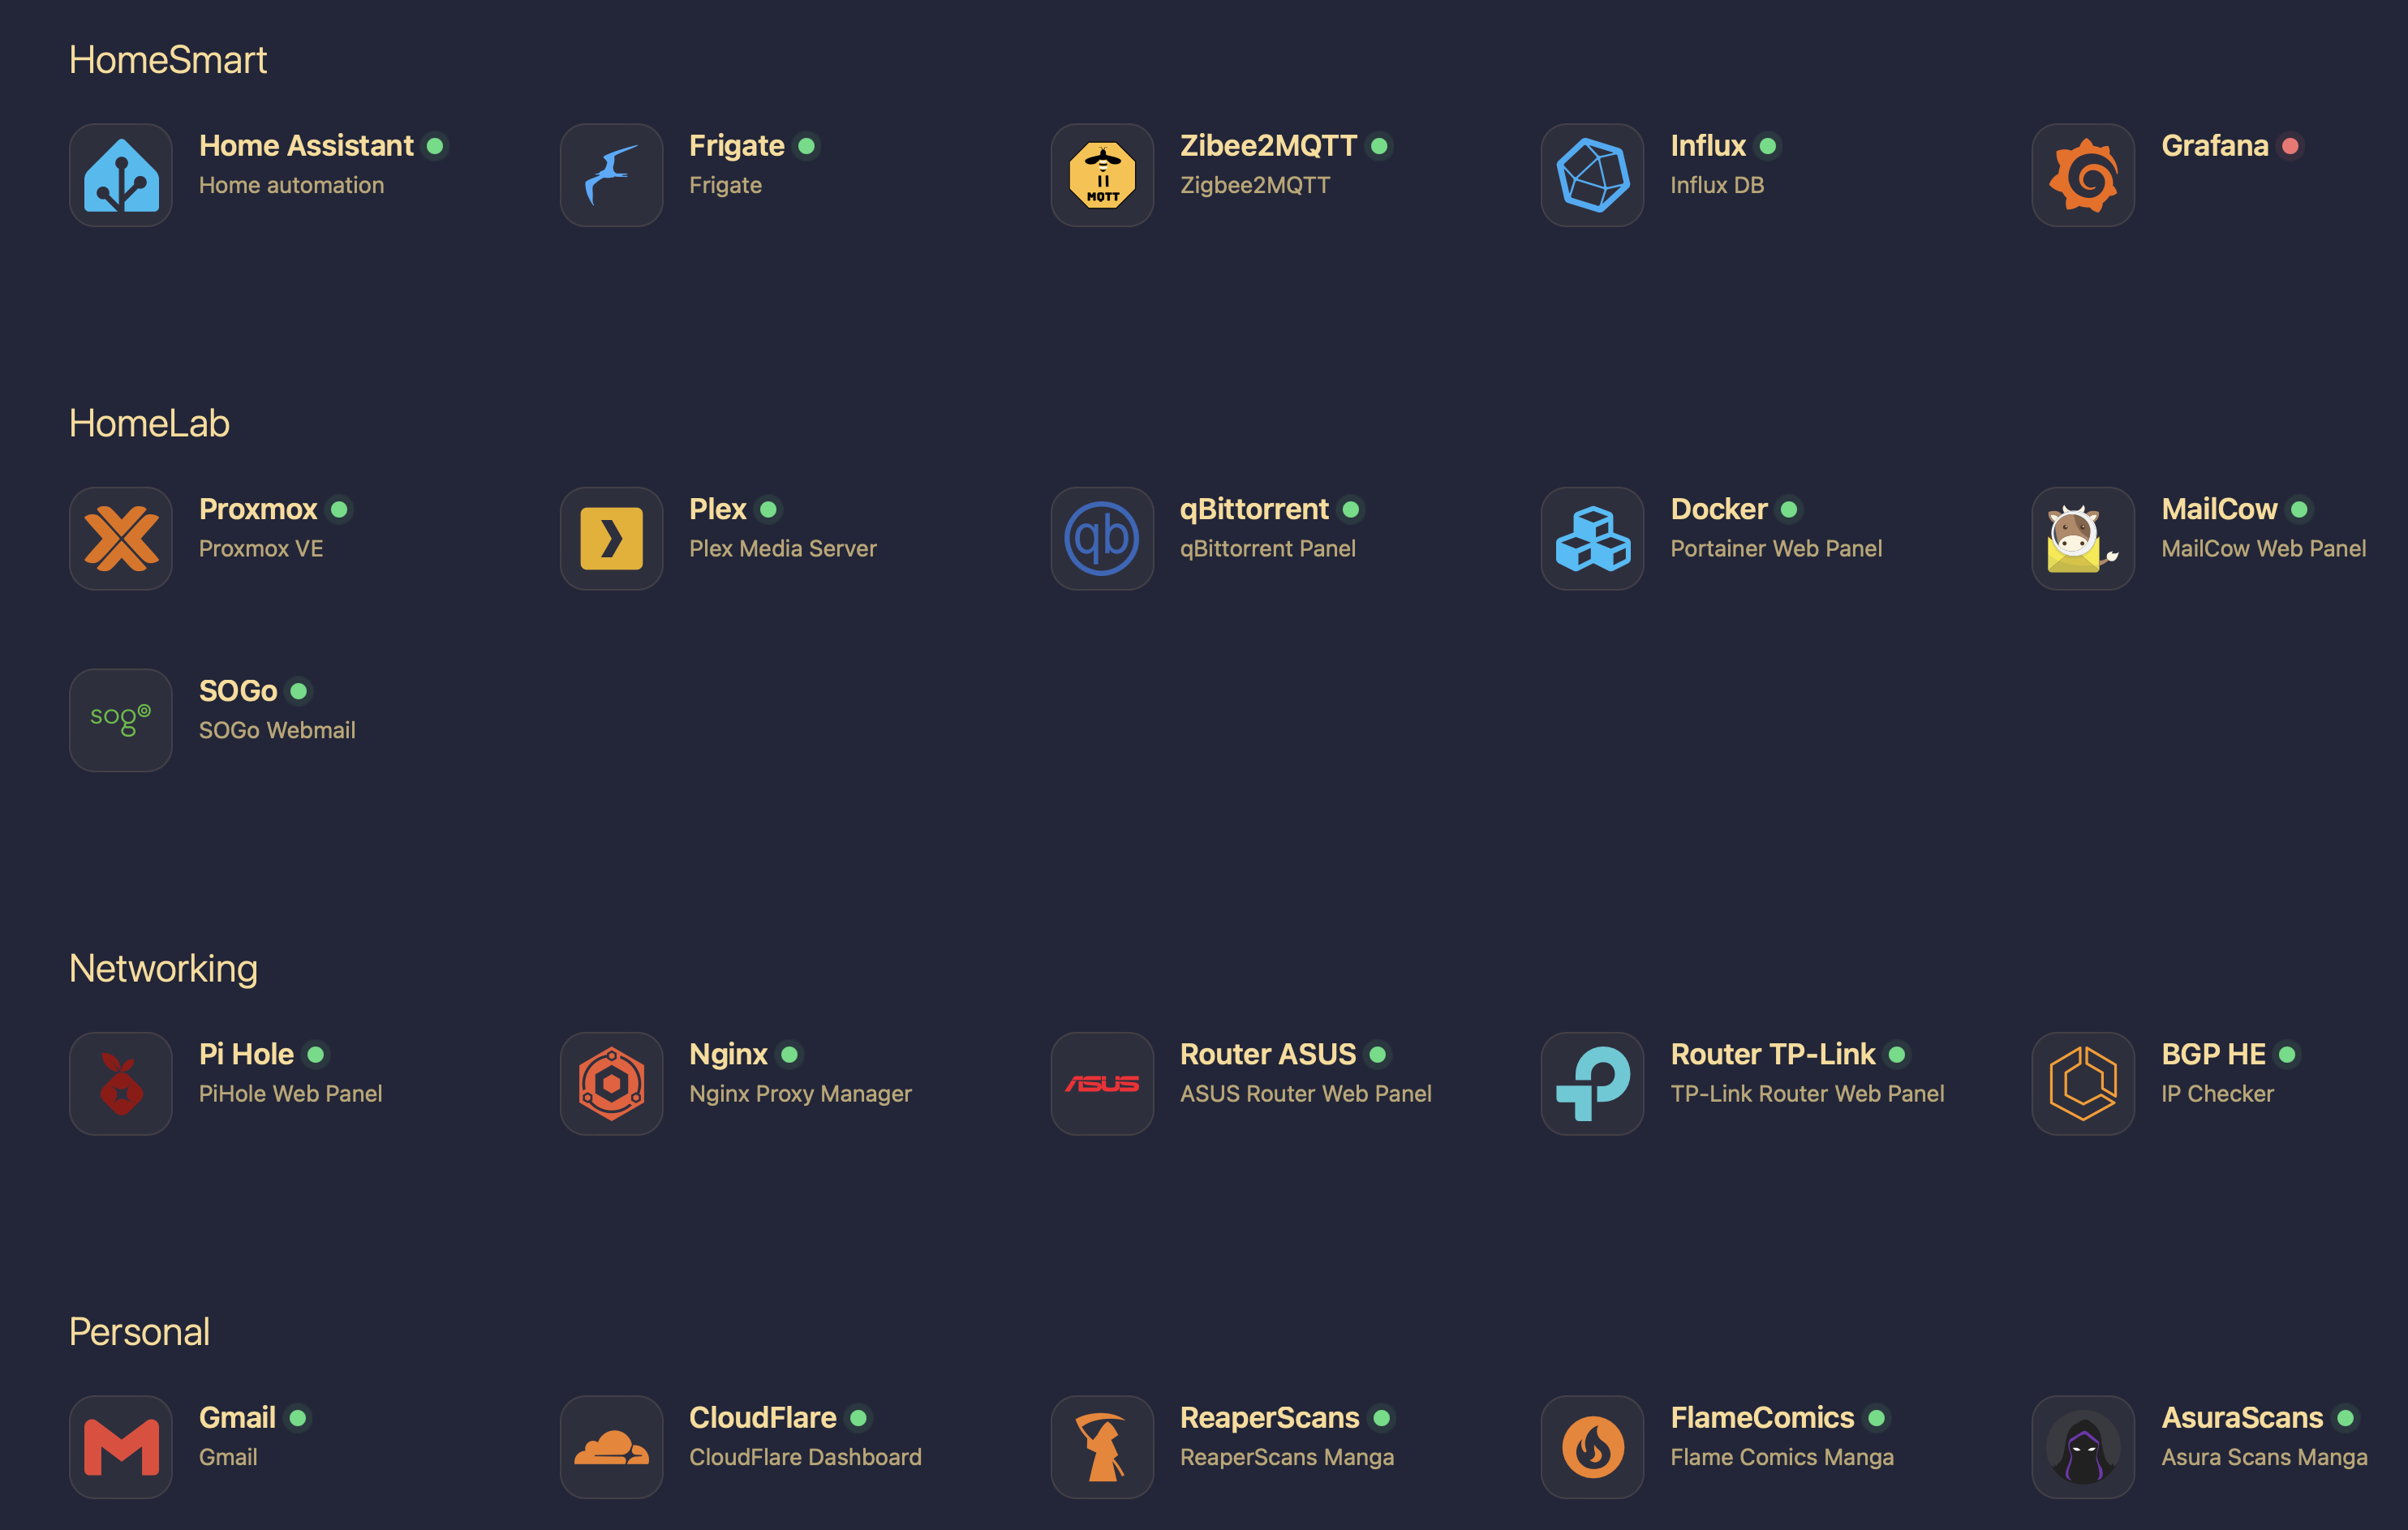 HomeSmart
Home Assistant
Home automation
Frigate
Frigate
MQTT
Zibee2MQTT
Zigbee2MQTT
Influx
Influx DB
Grafana
HomeLab
Proxmox
Proxmox VE
Plex
Plex Media Server
qb
qBittorrent
qBittorrent Panel
Docker
Portainer Web Panel
MailCow
MailCow Web Panel
sogo
SOGo
SOGo Webmail
Networking
Pi Hole
PiHole Web Panel
Nginx
Nginx Proxy Manager
ASUS
Router ASUS
ASUS Router Web Panel
Router TP-Link
TP-Link Router Web Panel
BGP HE
IP Checker
Personal
Gmail
Gmail
CloudFlare
CloudFlare Dashboard
ReaperScans
ReaperScans Manga
FlameComics
Flame Comics Manga
AsuraScans
Asura Scans Manga